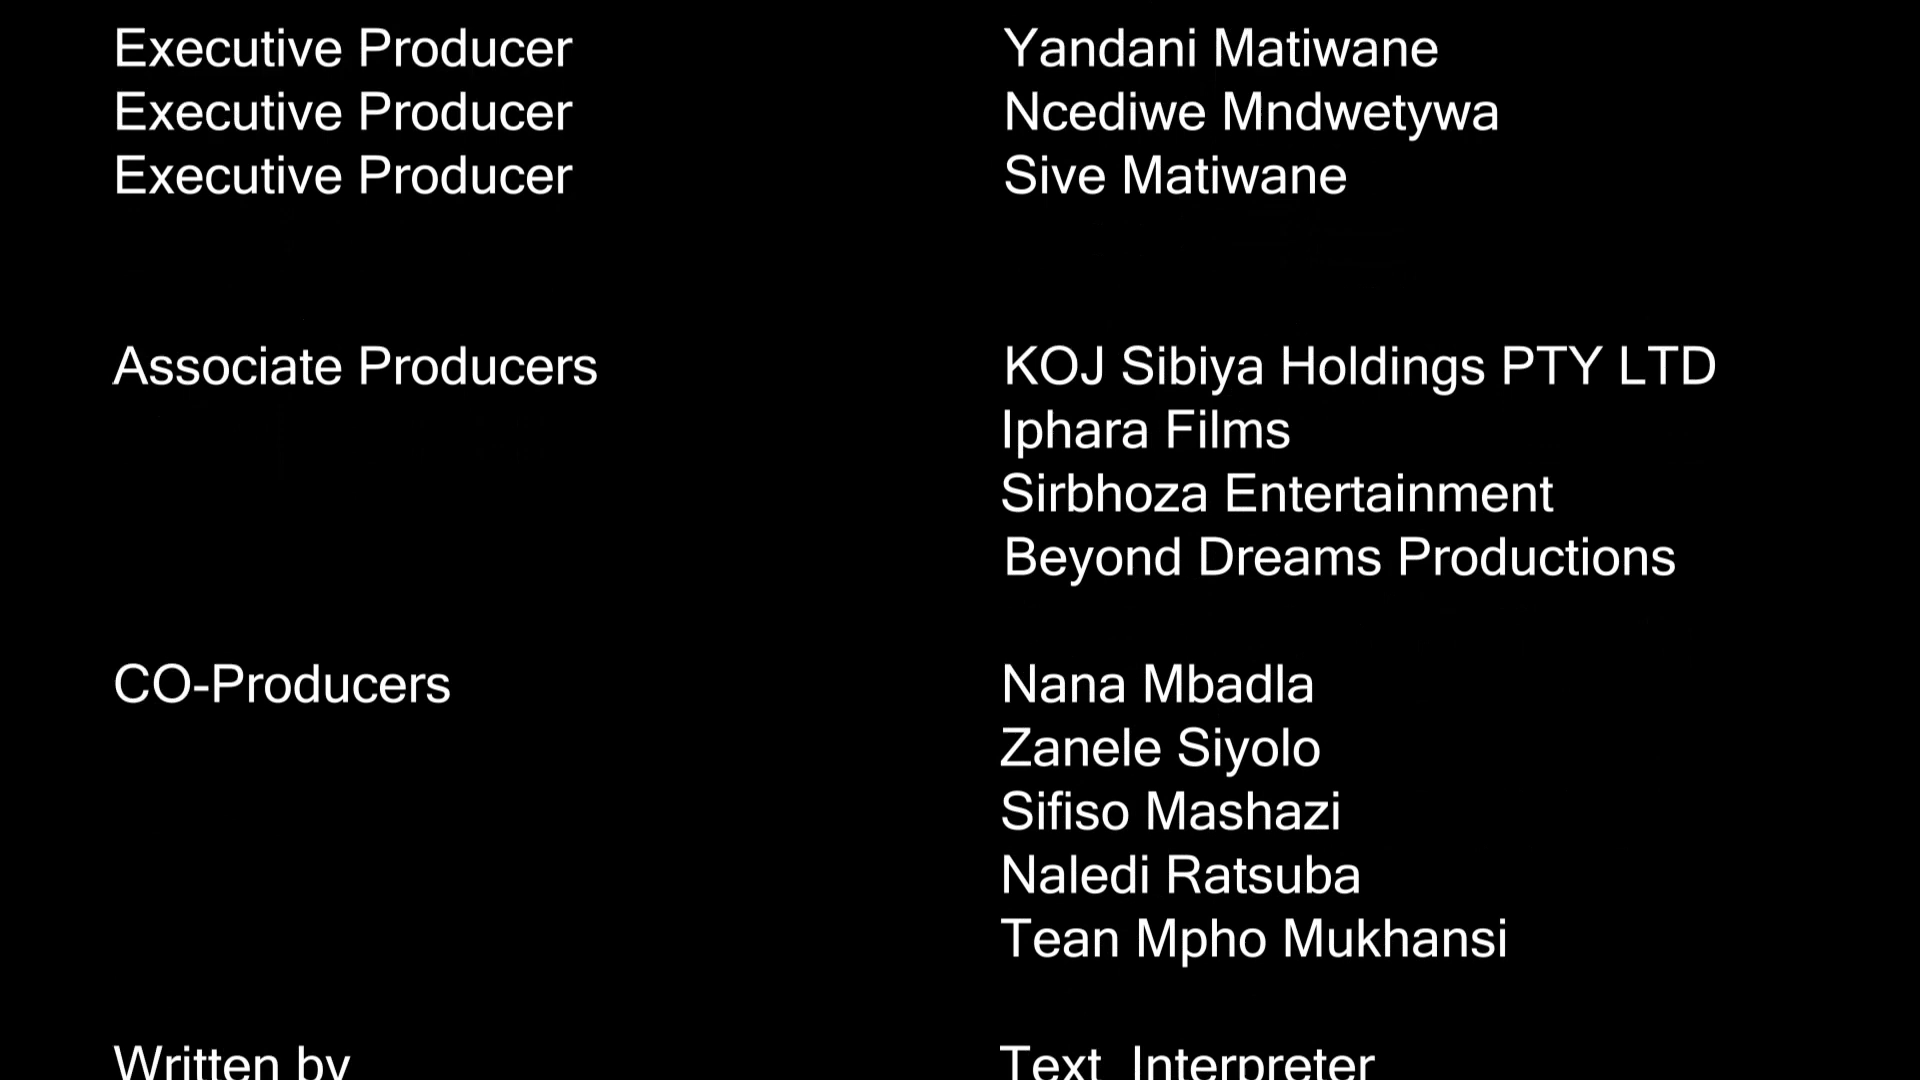 Executive Producer Yandani Matiwane
Executive Producer Ncediwe Mndwetywa
Executive Producer Sive Matiwane
Associate Producers KOJ Sibiya Holdings PTY LTD
Iphara Films
Sirbhoza Entertainment
Beyond Dreams Productions
CO-Producers Nana Mbadla
Zanele Siyolo
Sifiso Mashazi
Naledi Ratsuba
Tean Mpho Mukhansi
Written by Text Interpreter